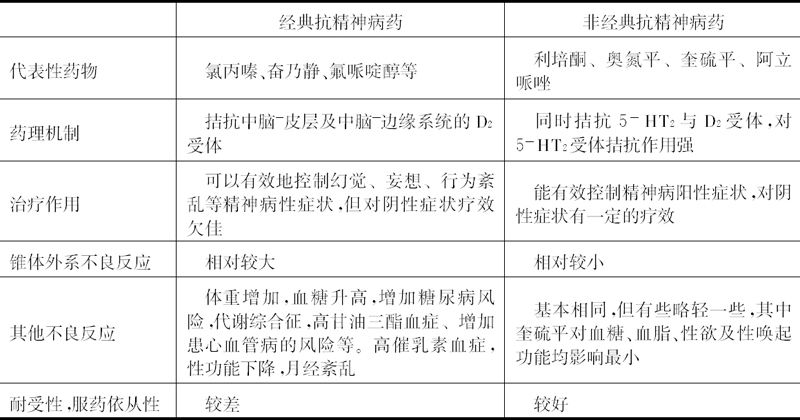 经典抗精神病药
非经典抗精神病药
代表性药物
氯丙嗪、奋乃静、氟哌啶醇等
利培酮、奥氮平、奎硫平、阿立
哌唑
药理机制
拮抗中脑-皮层及中脑-边缘系统的 D₂
受体
同时拮抗 5-HT₂ 与 D₂ 受体,对
5-HT₂受体拮抗作用强
治疗作用
可以有效地控制幻觉、妄想、行为紊
乱等精神病性症状,但对阴性症状疗效
欠佳
能有效控制精神病阳性症状,对阴
性症状有一定的疗效
锥体外系不良反应
相对较大
相对较小
其他不良反应
体重增加,血糖升高,增加糖尿病风
险,代谢综合征,高甘油三酯血症、增加
患心血管病的风险等。高催乳素血症,
性功能下降,月经紊乱
基本相同,但有些略轻一些,其中
奎硫平对血糖、血脂、性欲及性唤起
功能均影响最小
耐受性,服药依从性
较差
较好